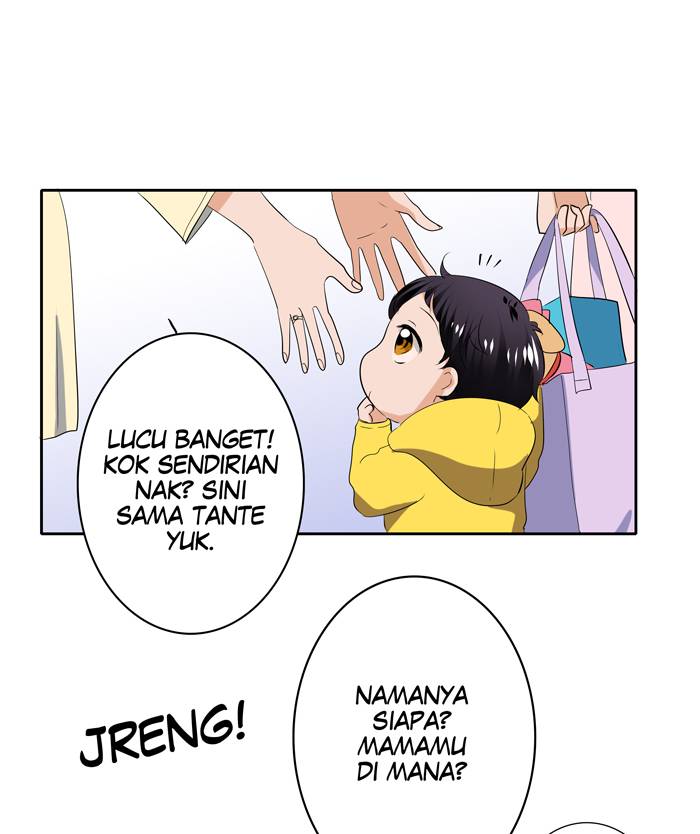 LUCU BANGET!
KOK SENDIRIAN
NAK? SINI
SAMA TANTE
YUK.
JRENG!
NAMANYA
SIAPA?
MAMAMU
DI MANA?